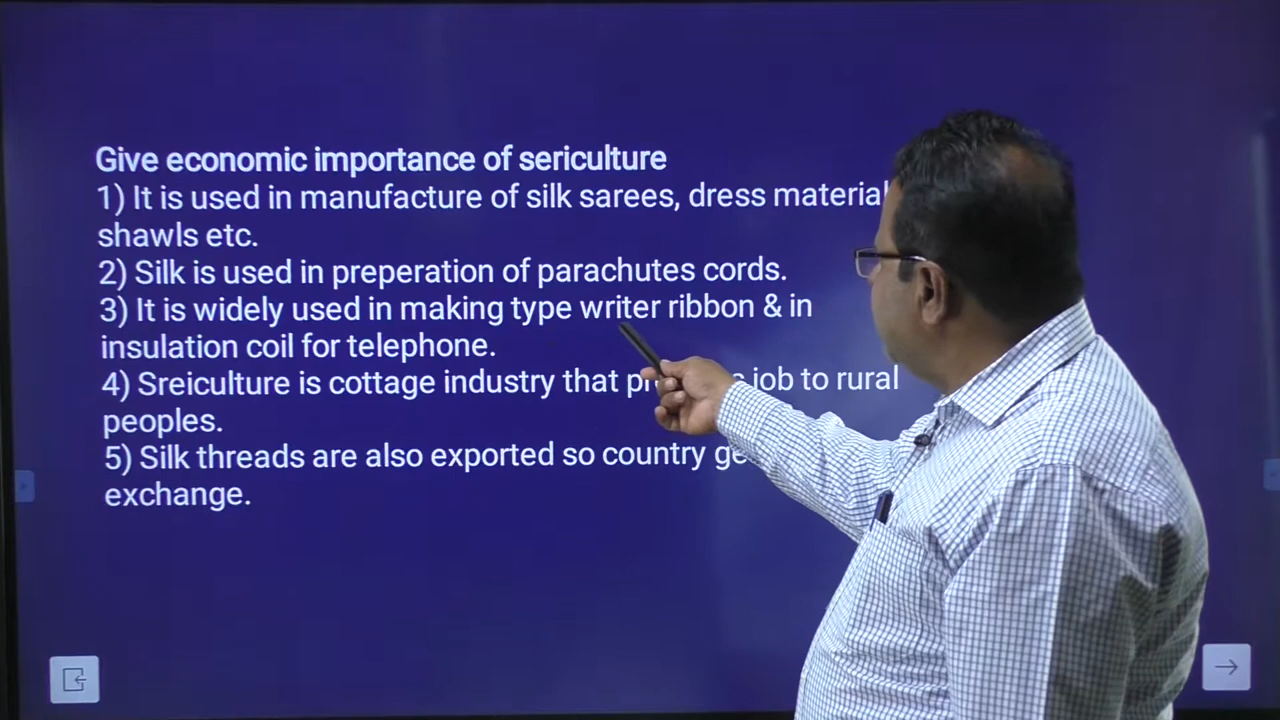 Give economic importance of sericulture
1) It is used in manufacture of silk sarees, dress material
shawls etc.
2) Silk is used in preperation of parachutes cords.
3) It is widely used in making type writer ribbon & in
insulation coil for telephone.
4) Sreiculture is cottage industry that job to rural
peoples.
5) Silk threads are also exported so country
exchange.